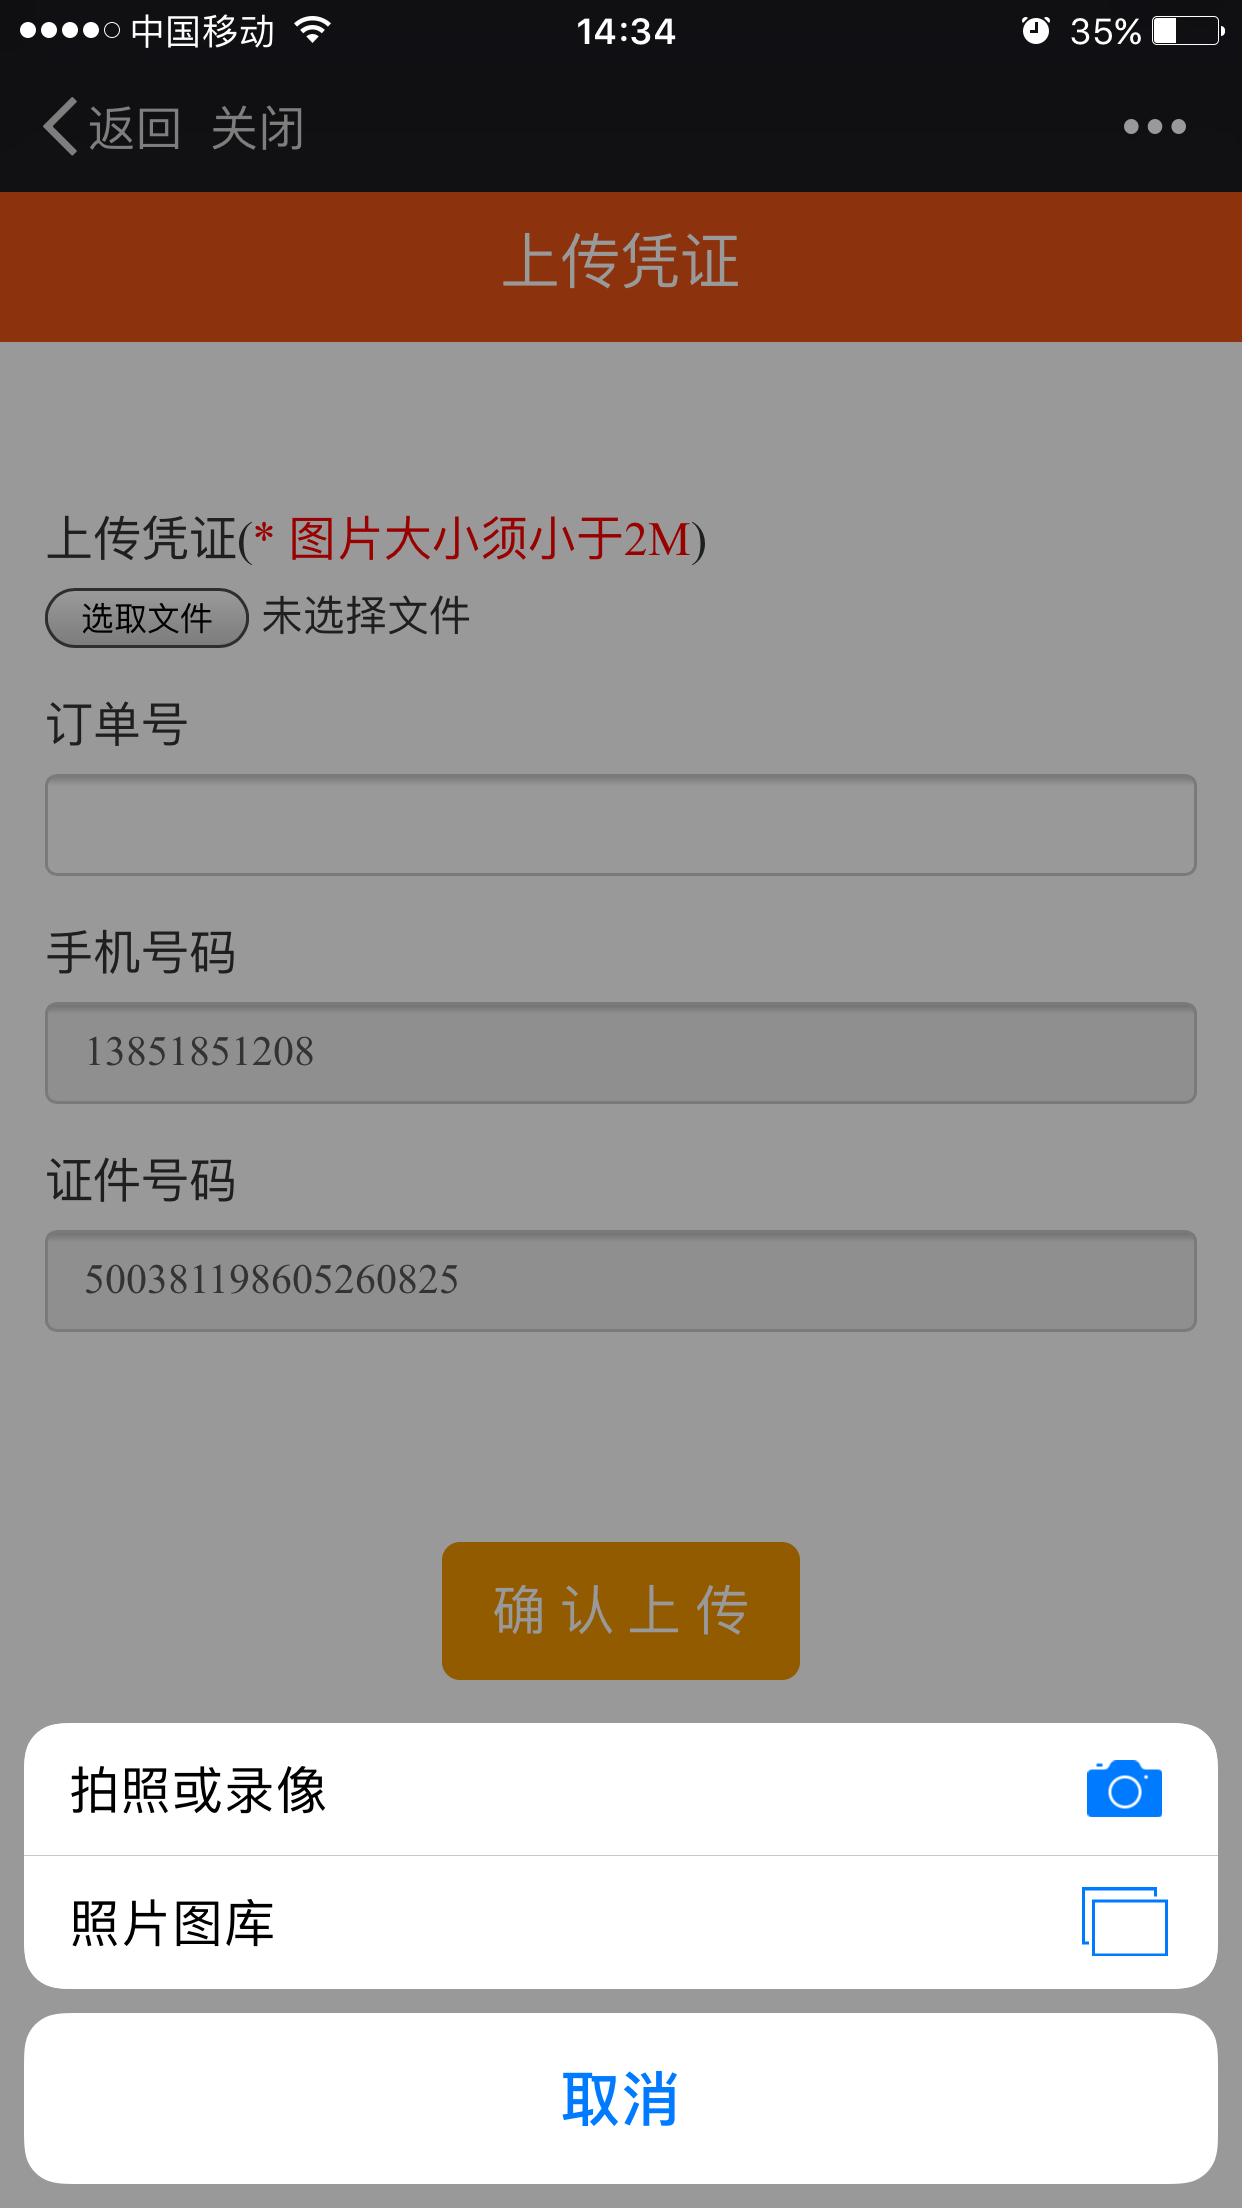 中国移动 14:34 35%
返回 关闭
上传凭证
上传凭证(* 图片大小须小于2M)
选取文件 未选择文件
订单号
手机号码
13851851208
证件号码
500381198605260825
确认上传
拍照或录像
照片图库
取消